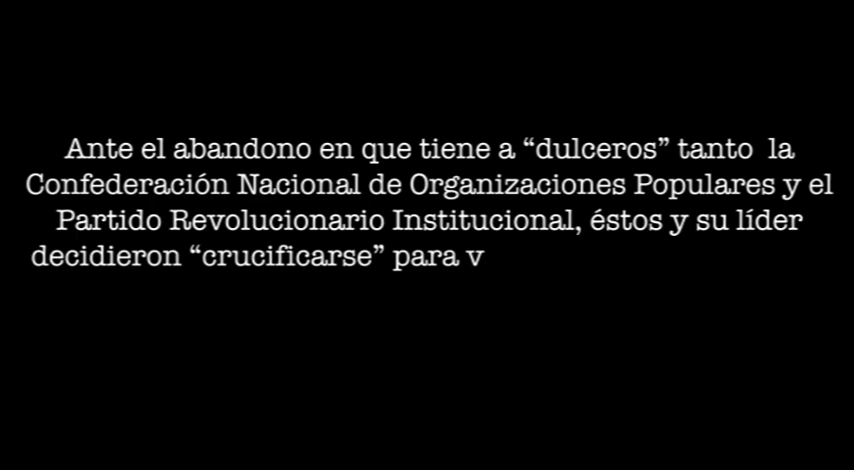 Ante el abandono en que tiene a “dulceros” tanto  la
Confederación Nacional de Organizaciones Populares y el
Partido Revolucionario Institucional, éstos y su líder
decidieron “crucificarse” para v